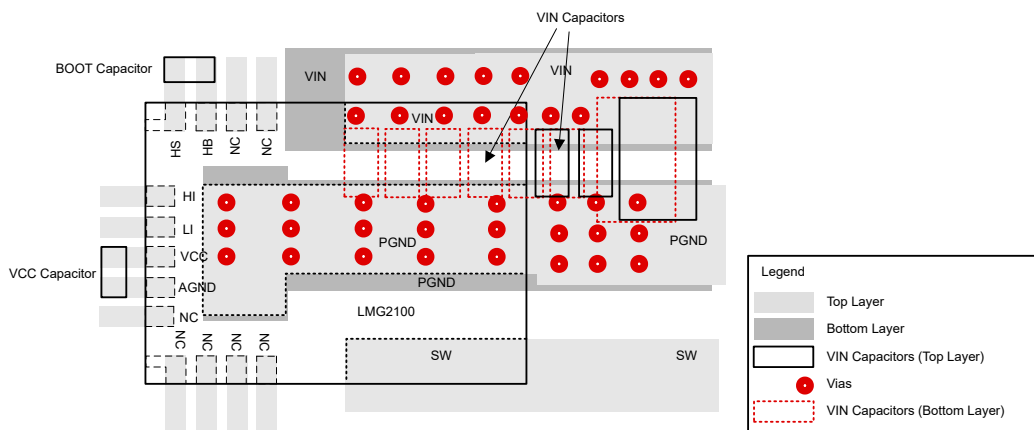 VIN Capacitors
BOOT Capacitor
VIN
VIN
VIN
HS
HB
NC
NC
HI
LI
VCC
AGND
NC
VCC Capacitor
PGND
PGND
PGND
LMG2100
NC
NC
NC
NC
SW
SW
Legend
Top Layer
Bottom Layer
VIN Capacitors (Top Layer)
Vias
VIN Capacitors (Bottom Layer)